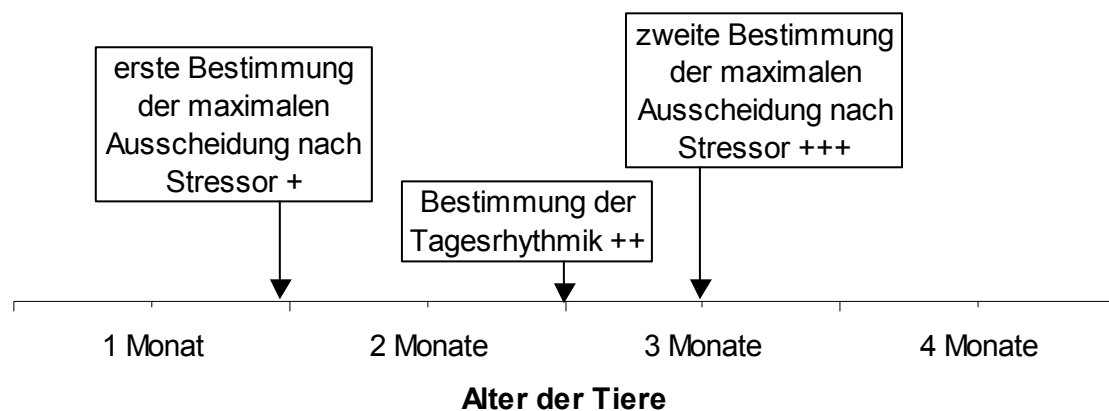 erste Bestimmung
der maximalen
Ausscheidung nach
Stressor +
Bestimmung der
Tagesrhythmik ++
zweite Bestimmung
der maximalen
Ausscheidung nach
Stressor +++
1 Monat
2 Monate
3 Monate
4 Monate
Alter der Tiere